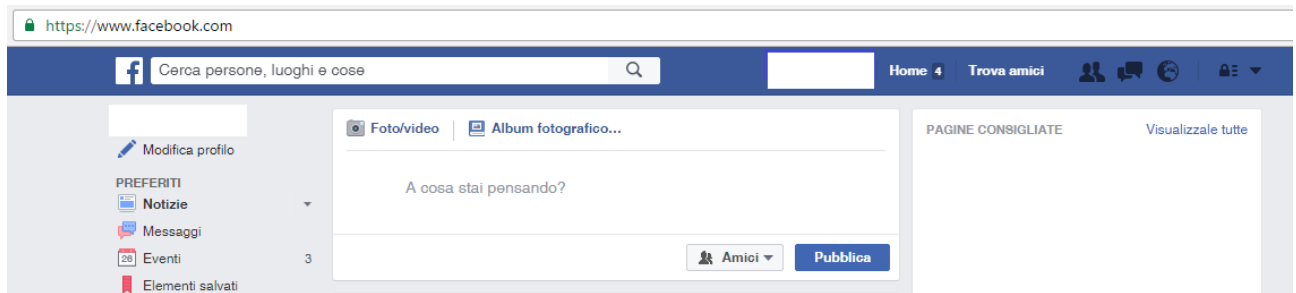 https://www.facebook.com
f Cerca persone, luoghi e cose
Home 4 Trova amici
Modifica profilo
PREFERITI
Notizie
Messaggi
26 Eventi 3
Elementi salvati
Foto/video Album fotografico...
A cosa stai pensando?
Amici Pubblica
PAGINE CONSIGLIATE Visualizzale tutte